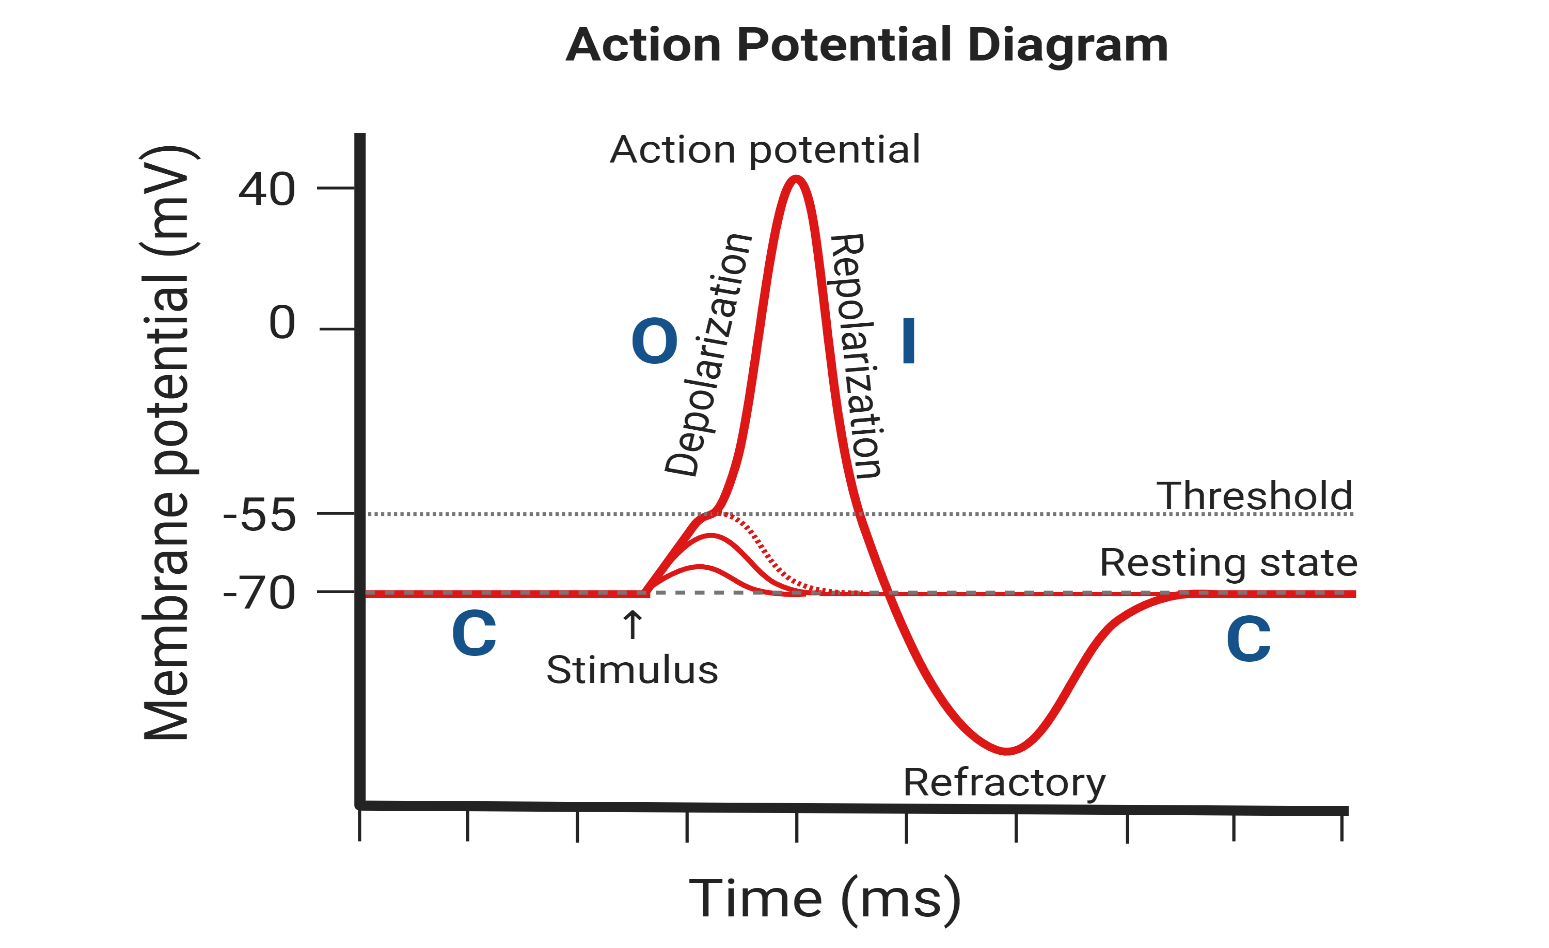 Action Potential Diagram
Action potential
Membrane potential (mV)
40
0
-55
-70
Depolarization
Repolarization
O
I
Threshold
Resting state
C
C
↑
Stimulus
Refractory
Time (ms)